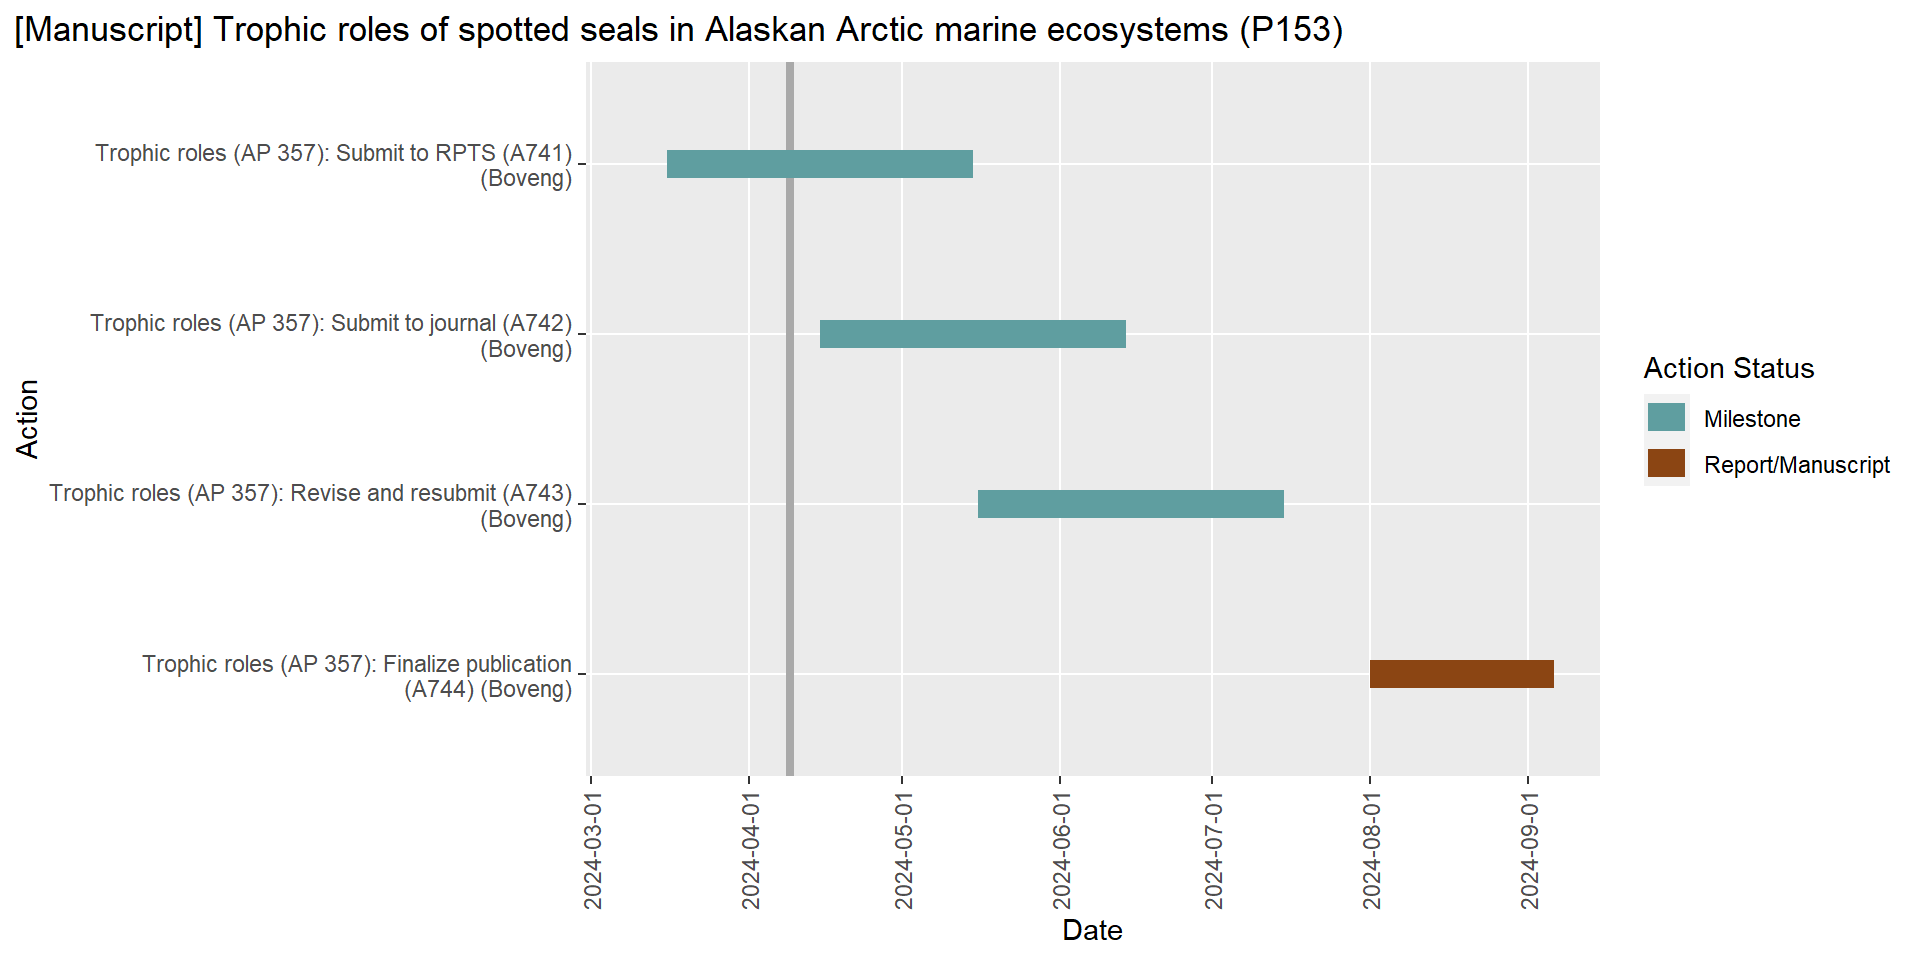 [Manuscript] Trophic roles of spotted seals in Alaskan Arctic marine ecosystems (P153)
Trophic roles (AP 357): Submit to RPTS (A741)
(Boveng)
Trophic roles (AP 357): Submit to journal (A742)
(Boveng)
Trophic roles (AP 357): Revise and resubmit (A743)
(Boveng)
Trophic roles (AP 357): Finalize publication
(A744) (Boveng)
Action
2024-03-01
2024-04-01
2024-05-01
2024-06-01
2024-07-01
2024-08-01
2024-09-01
Date
Action Status
Milestone
Report/Manuscript